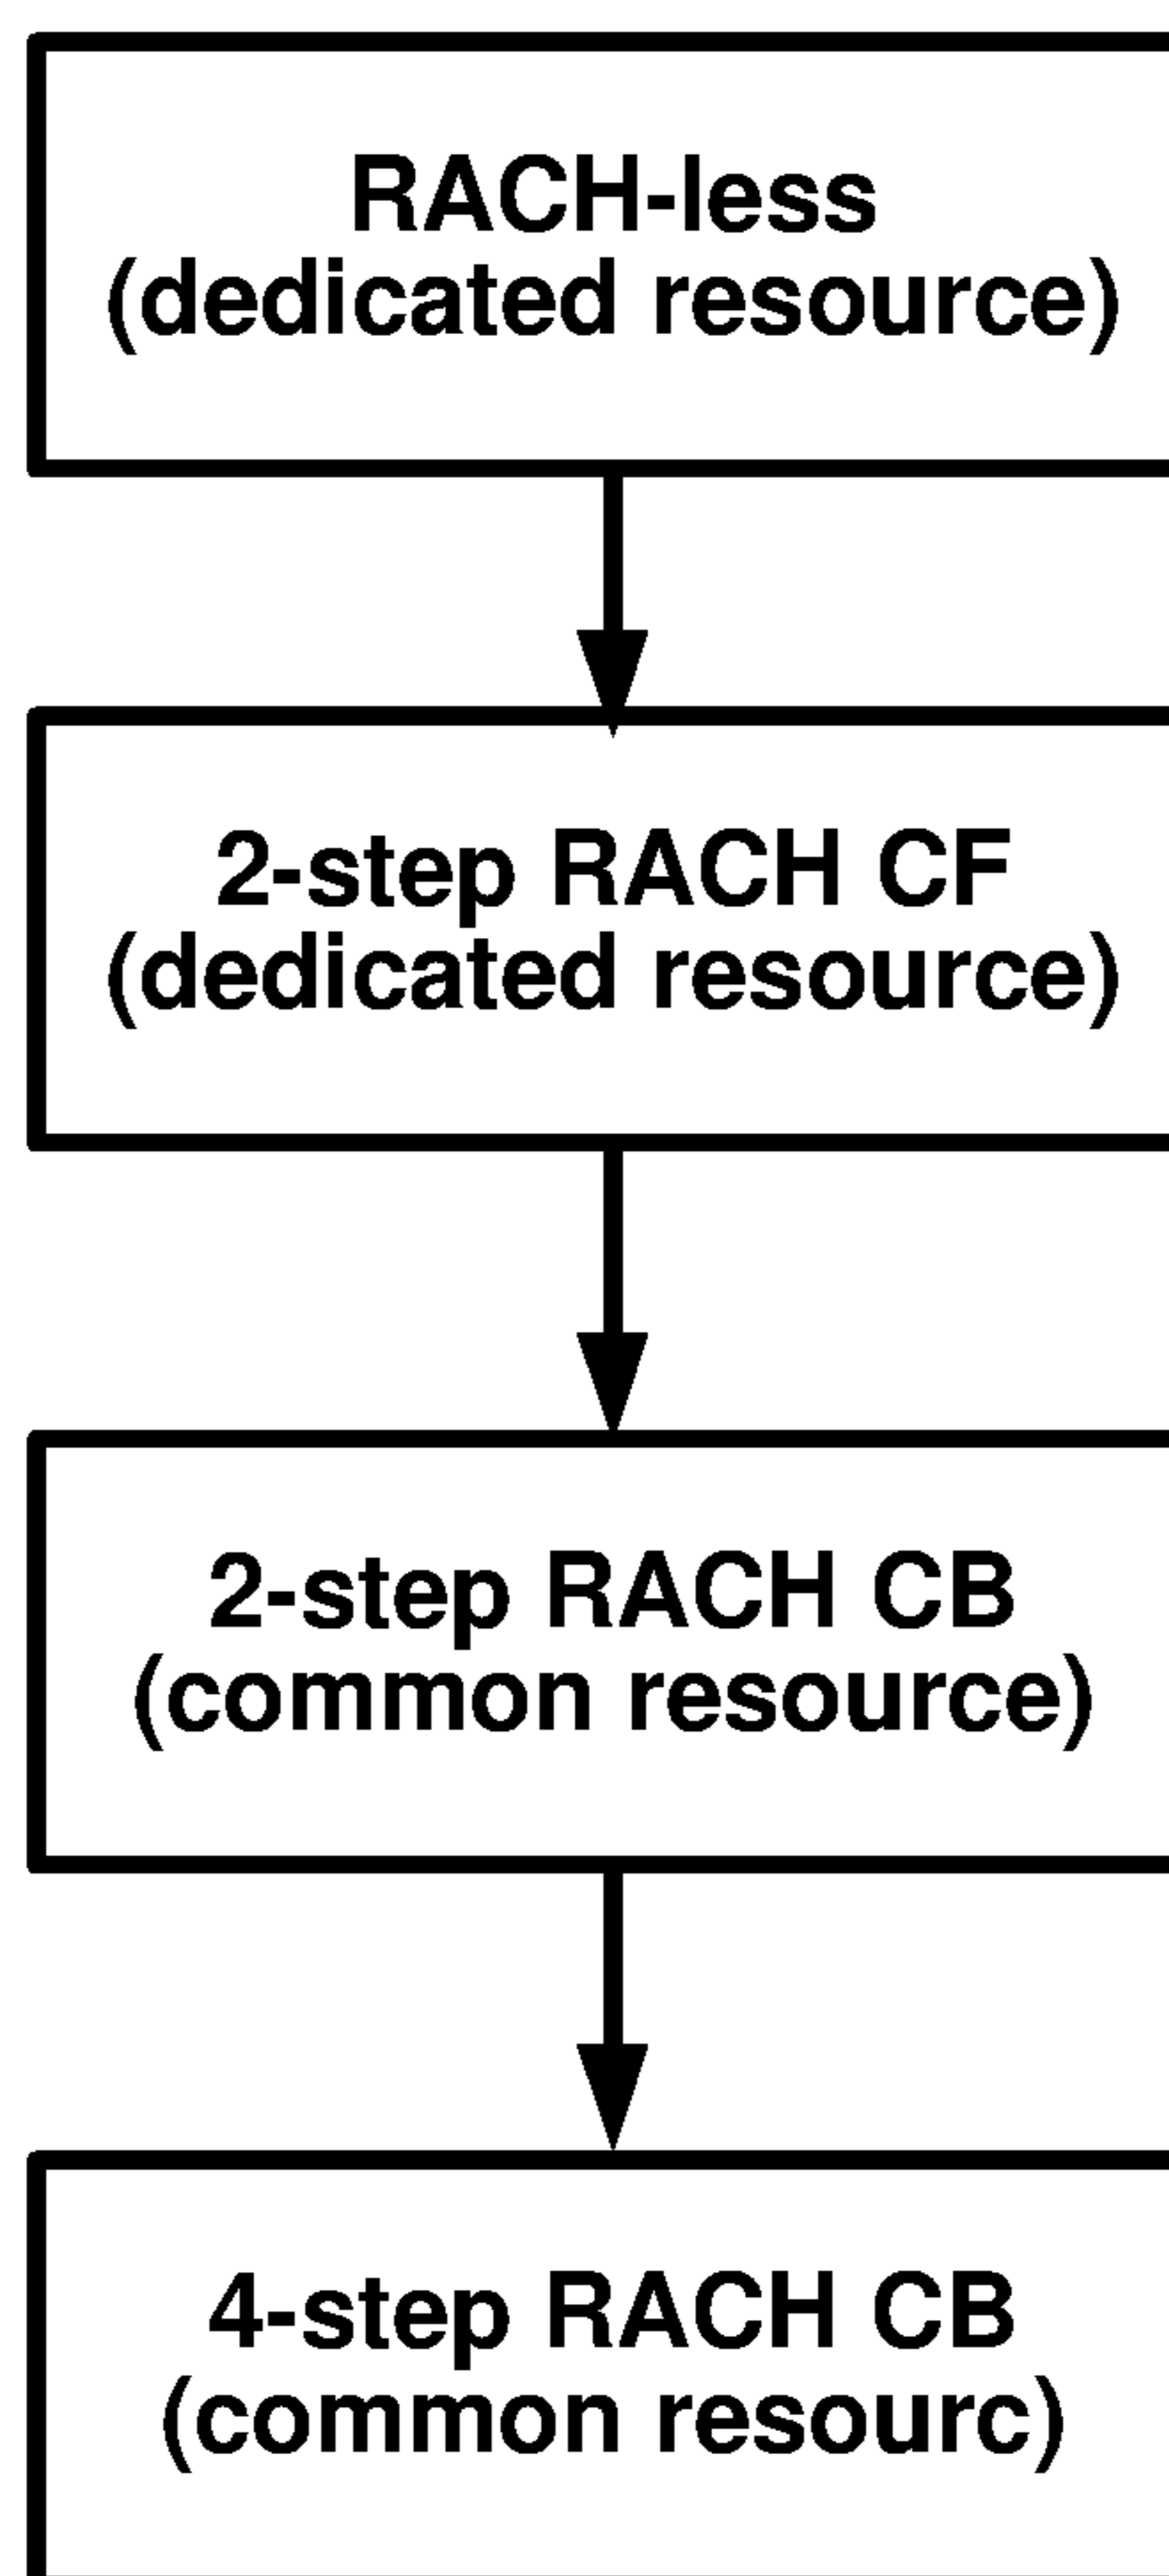 RACH-less
(dedicated resource)
2-step RACH CF
(dedicated resource)
2-step RACH CB
(common resource)
4-step RACH CB
(common resourc)